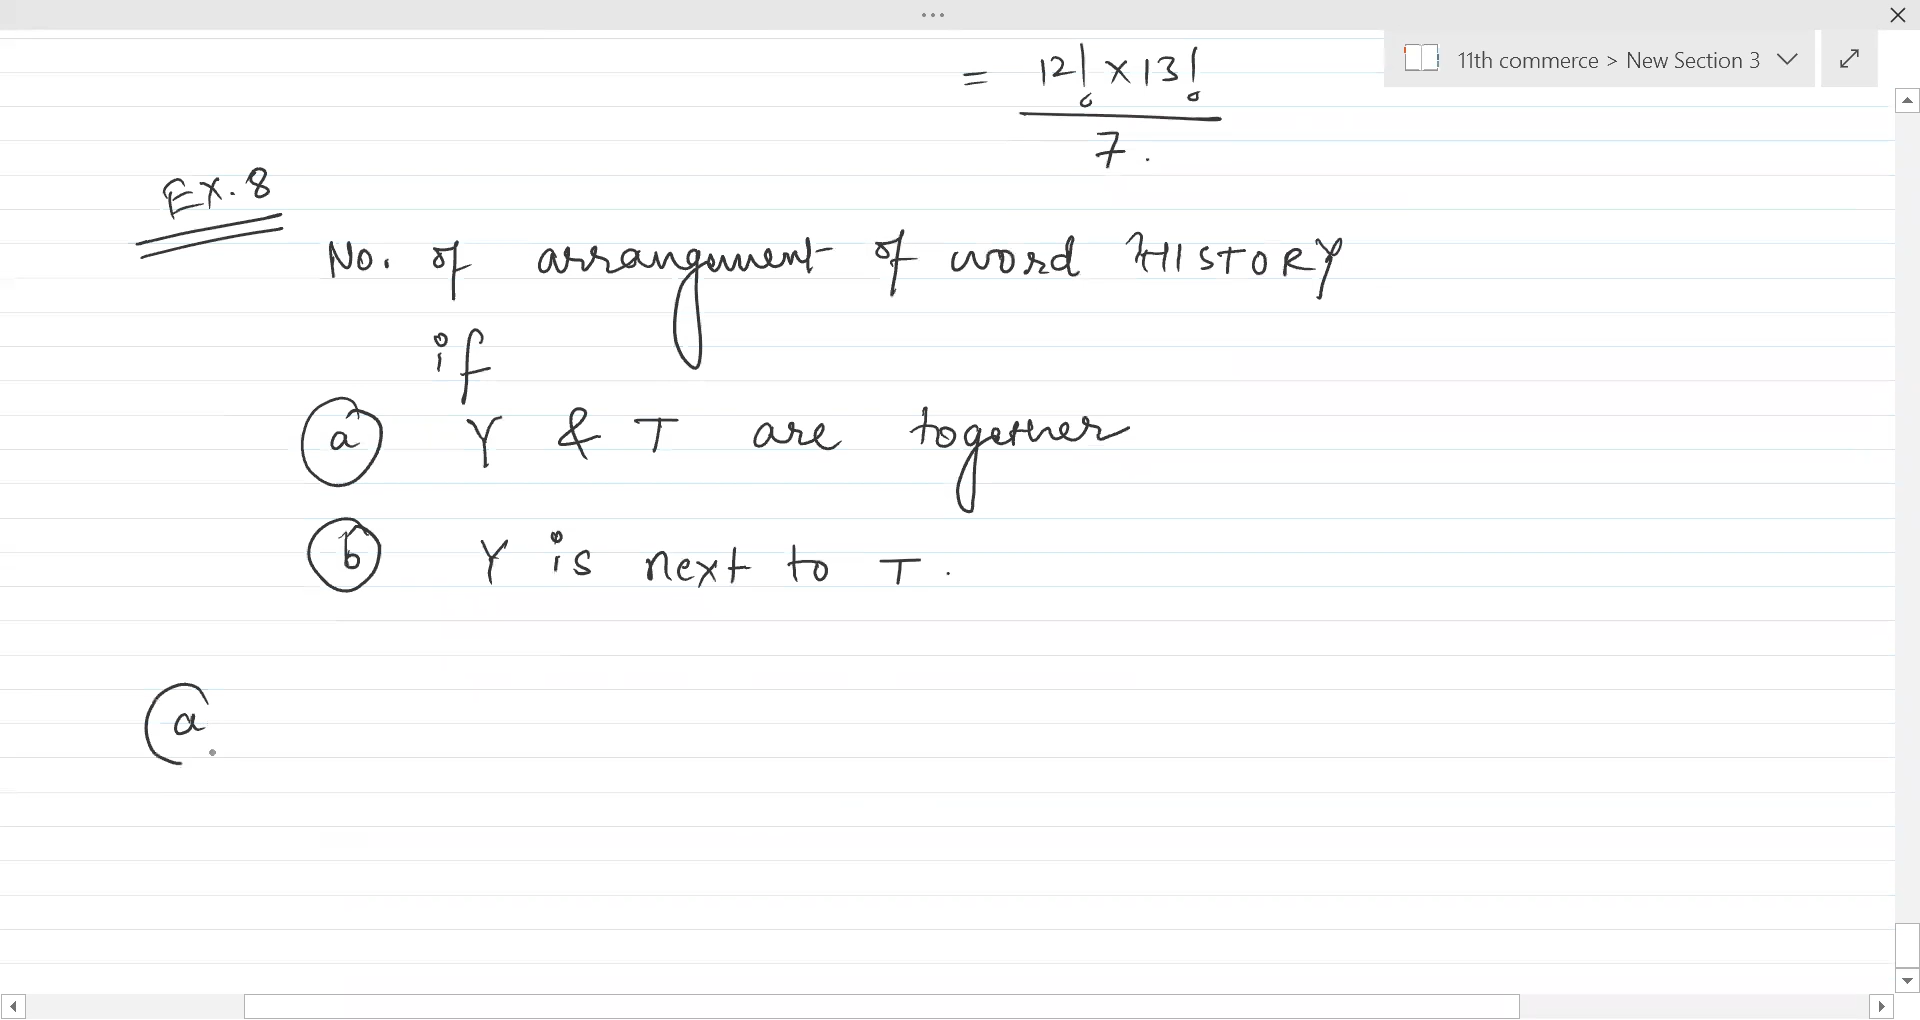 11th commerce > New Section 3
= 12! × 13!
7.
Ex. 8
No. of arrangement of word HISTORY
if
(a) Y & T are together
(b) Y is next to T.
(a